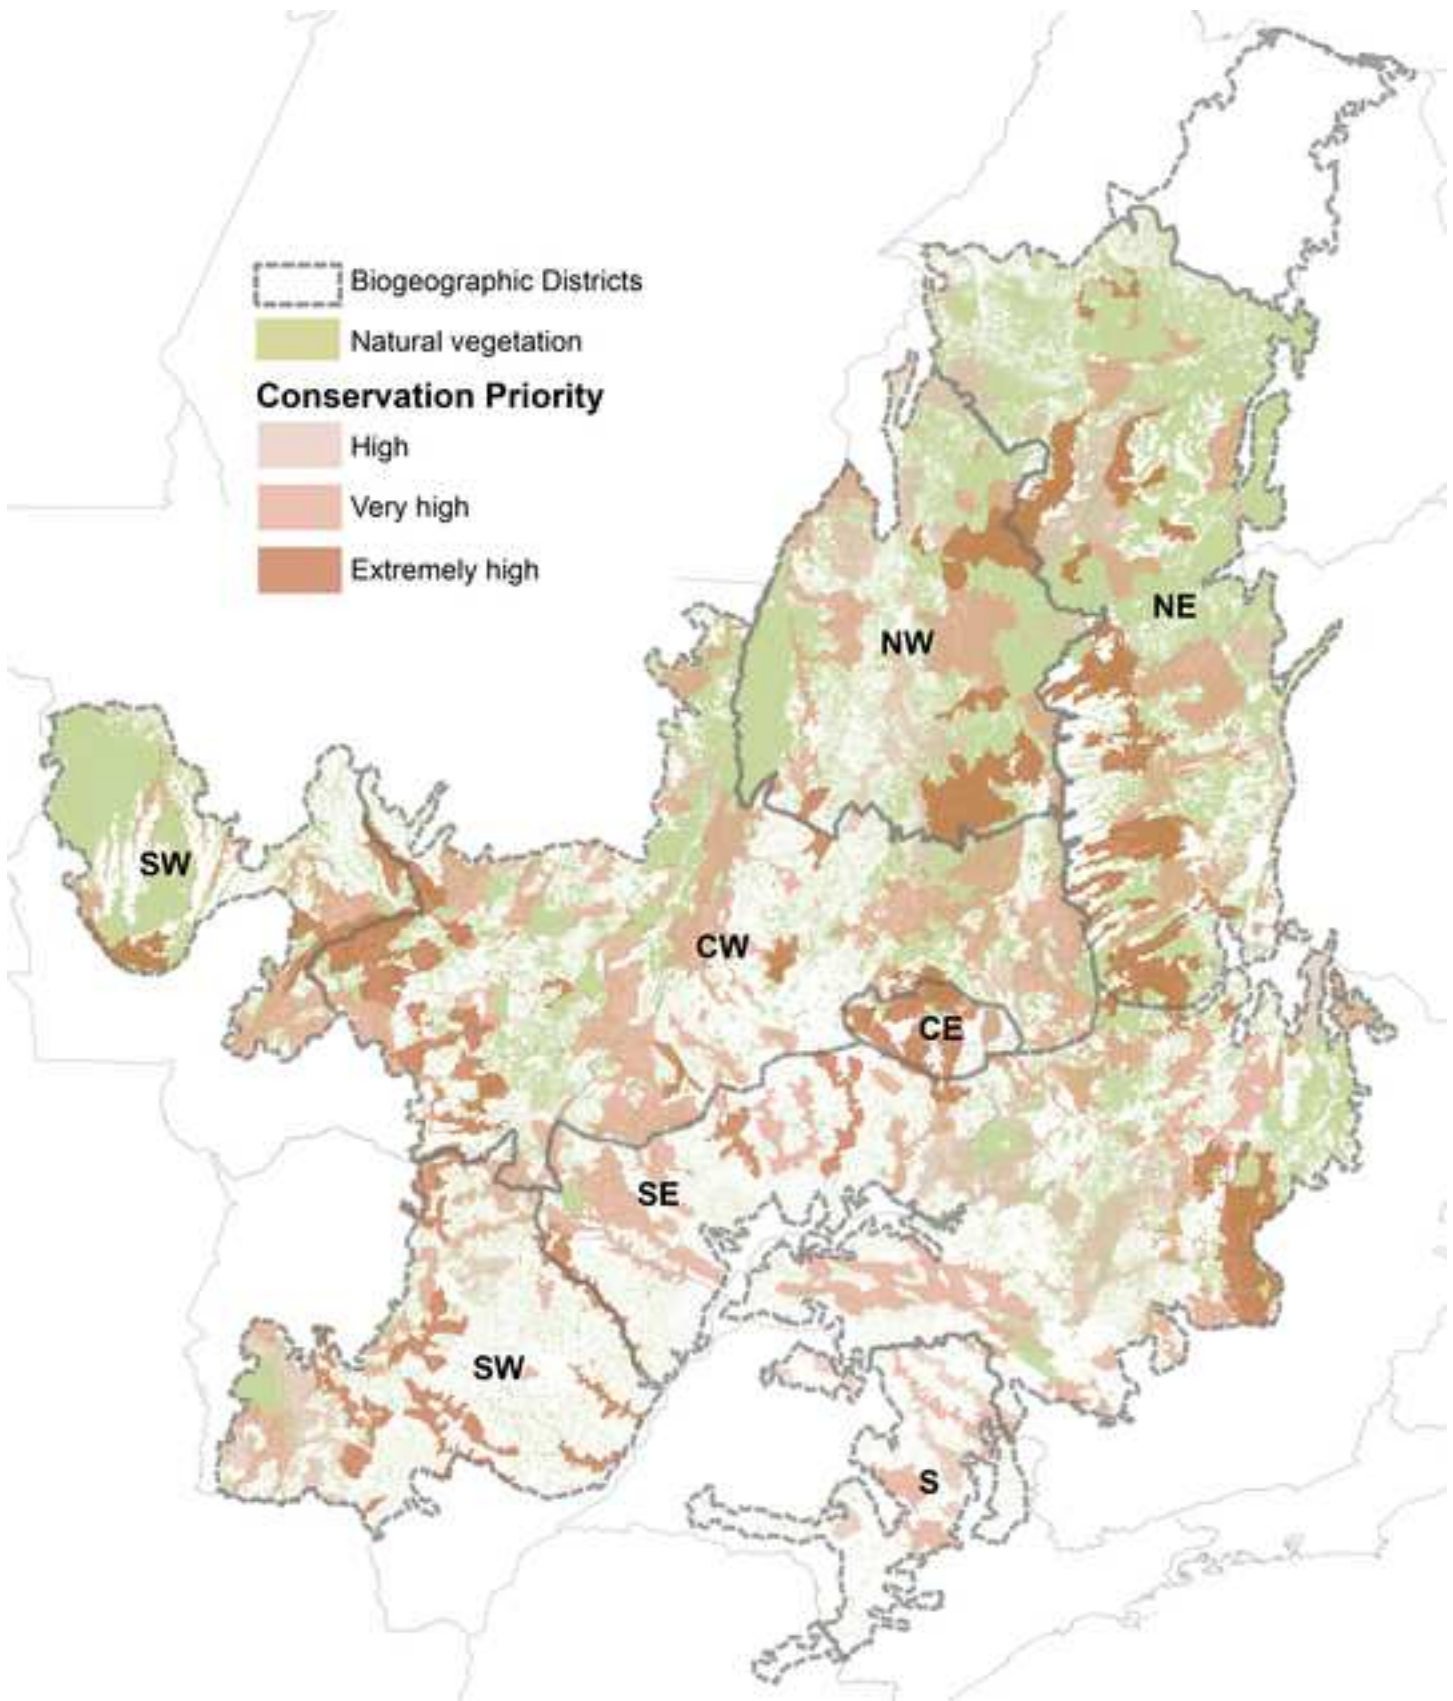 Biogeographic Districts
Natural vegetation
Conservation Priority
High
Very high
Extremely high
NE
NW
SW
CW
CE
SE
SW
S